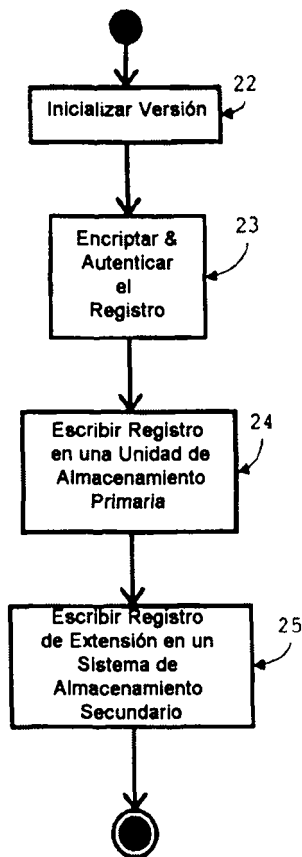 22
Inicializar Versión
23
Encriptar &
Autenticar
el
Registro
24
Escribir Registro
en una Unidad de
Almacenamiento
Primaria
25
Escribir Registro
de Extensión en un
Sistema de
Almacenamiento
Secundario